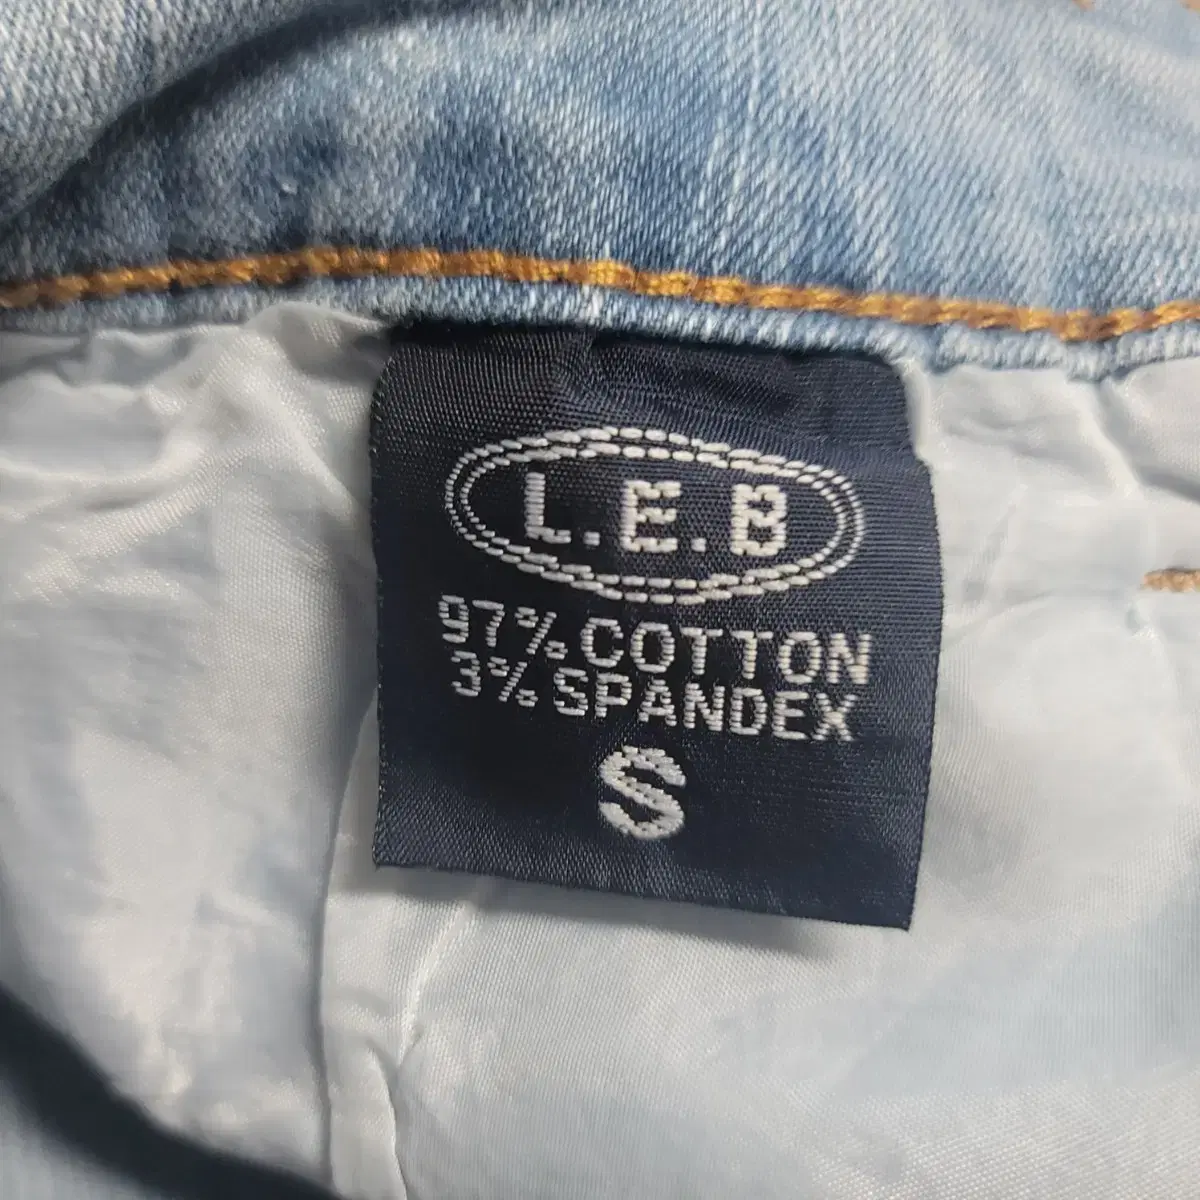 L.E.B
97% COTTON
3% SPANDEX
S